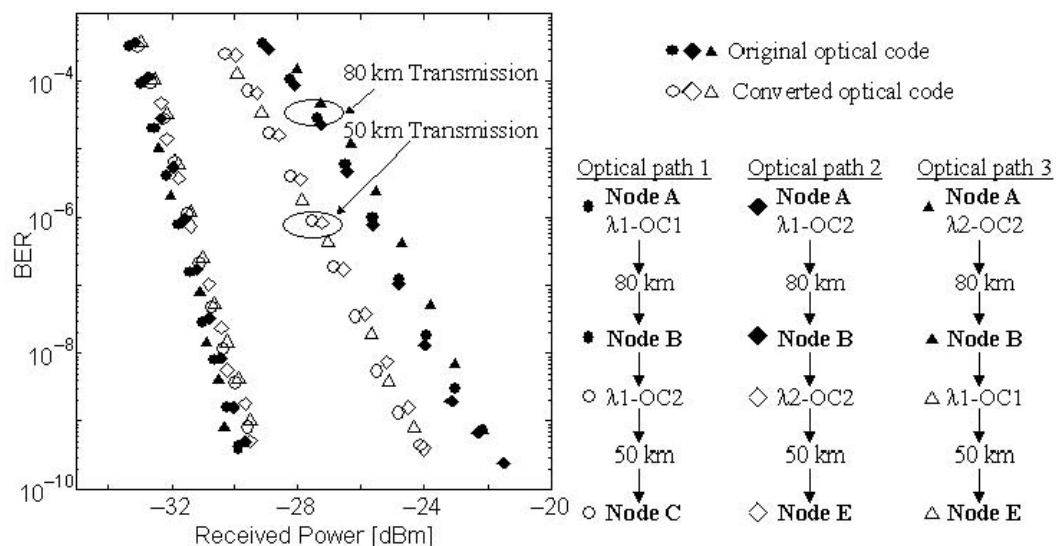 10⁻⁴
10⁻⁶
10⁻⁸
10⁻¹⁰
BER
−32
−28
−24
−20
Received Power [dBm]
80 km Transmission
50 km Transmission
Original optical code
Converted optical code
Optical path 1 Optical path 2 Optical path 3
Node A Node A Node A
λ1-OC1 λ1-OC2 λ2-OC2
80 km 80 km 80 km
Node B Node B Node B
λ1-OC2 λ2-OC2 λ1-OC1
50 km 50 km 50 km
Node C Node E Node E